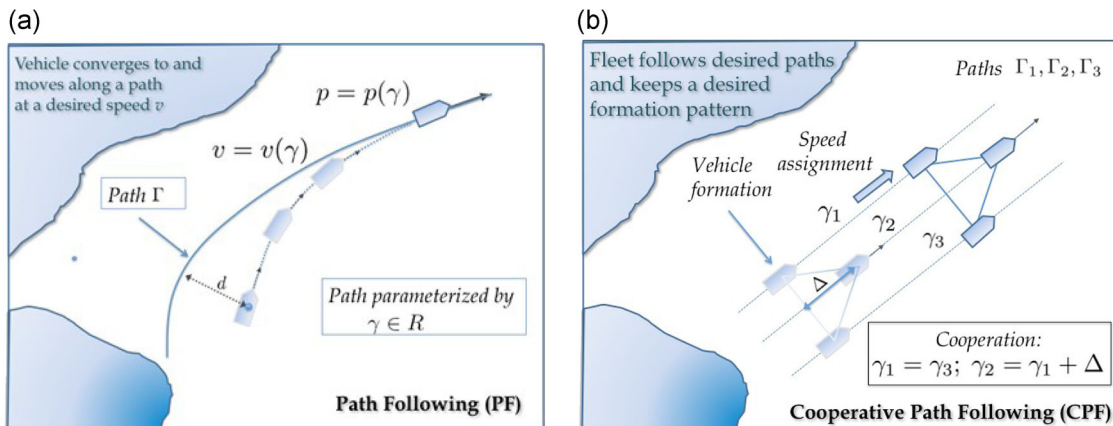 (a)
Vehicle converges to and
moves along a path
at a desired speed v
p = p(γ)
v = v(γ)
Path Γ
d
Path parameterized by
γ ∈ R
Path Following (PF)
(b)
Fleet follows desired paths
and keeps a desired
formation pattern
Paths Γ₁, Γ₂, Γ₃
Speed
assignment
Vehicle
formation
γ₁
γ₂
γ₃
Δ
Cooperation:
γ₁ = γ₃; γ₂ = γ₁ + Δ
Cooperative Path Following (CPF)